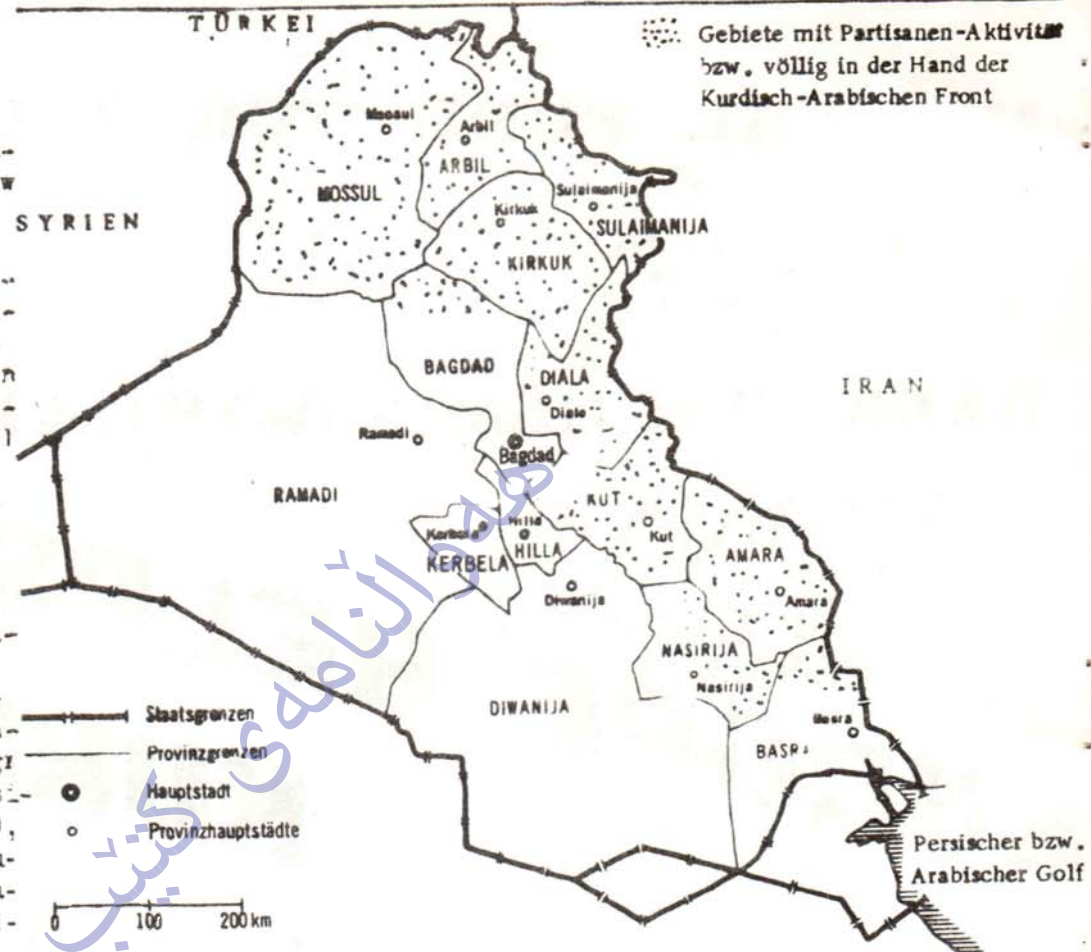 TÜRKEI
Gebiete mit Partisanen-Aktivität
bzw. völlig in der Hand der
Kurdisch-Arabischen Front
Mossul
Arbil
ARBIL
SYRIEN
MOSSUL
Sulaimanija
Kirkuk
SULAIMANIJA
KIRKUK
BAGDAD
DIALA
IRAN
Diala
Ramadi
Bagdad
RAMADI
KUT
Kerbela
Hilla
Kut
KERBELA
HILLA
AMARA
Diwanija
Amara
NASIRIJA
Nasirija
DIWANIJA
Staatsgrenzen
Basra
Provinzgrenzen
BASRA
Hauptstadt
Provinzhauptstädte
Persischer bzw.
Arabischer Golf
0 100 200 km
هەواڵنامەی کتێب